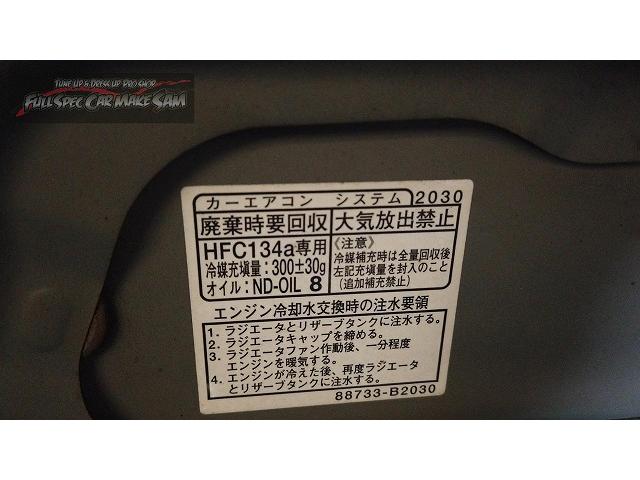 TUNE UP & DRESS UP PRO SHOP
FULL SPEC CAR MAKE SAM
カーエアコン システム 2030
廃棄時要回収 大気放出禁止
HFC134a専用
冷媒充填量:300±30g
オイル:ND-OIL 8
〈注意〉
冷媒補充時は全量回収後
左記充填量を封入のこと
(追加補充禁止)
エンジン冷却水交換時の注水要領
1. ラジエータとリザーブタンクに注水する。
2. ラジエータキャップを締める。
3. ラジエータファン作動後、一分程度
エンジンを暖気する。
4. エンジンが冷えた後、再度ラジエータ
とリザーブタンクに注水する。
88733-B2030